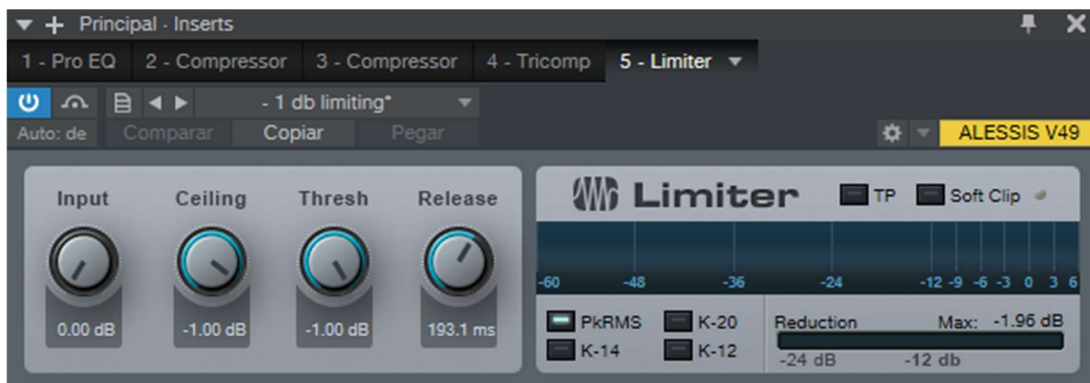 Principal - Inserts
1 - Pro EQ 2 - Compressor 3 - Compressor 4 - Tricomp 5 - Limiter
- 1 db limiting*
Auto: de Comparar Copiar Pegar ALESSIS V49
Input Ceiling Thresh Release
0.00 dB -1.00 dB -1.00 dB 193.1 ms
Limiter TP Soft Clip
-60 -48 -36 -24 -12 -9 -6 -3 0 3 6
PkRMS K-20 Reduction Max: -1.96 dB
K-14 K-12 -24 dB -12 db